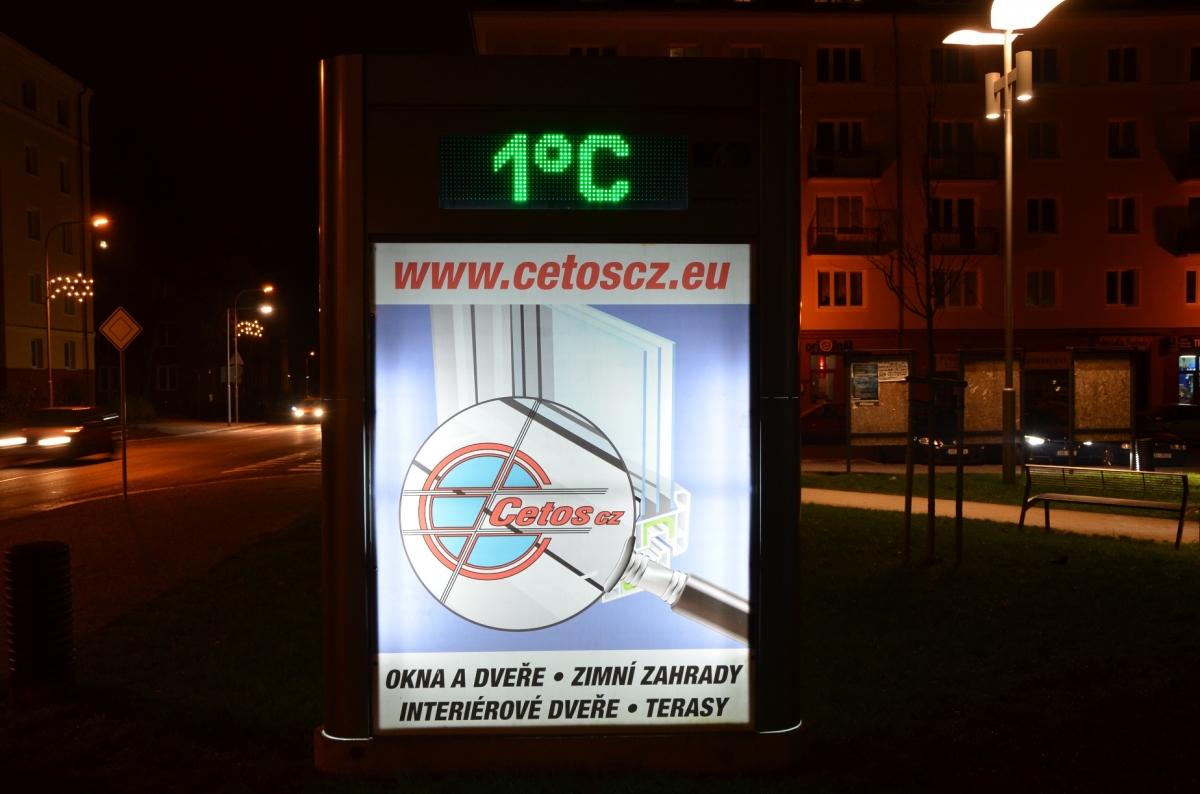 1°C
www.cetoscz.eu
Cetos cz
OKNA A DVEŘE • ZIMNÍ ZAHRADY
INTERIÉROVÉ DVEŘE • TERASY